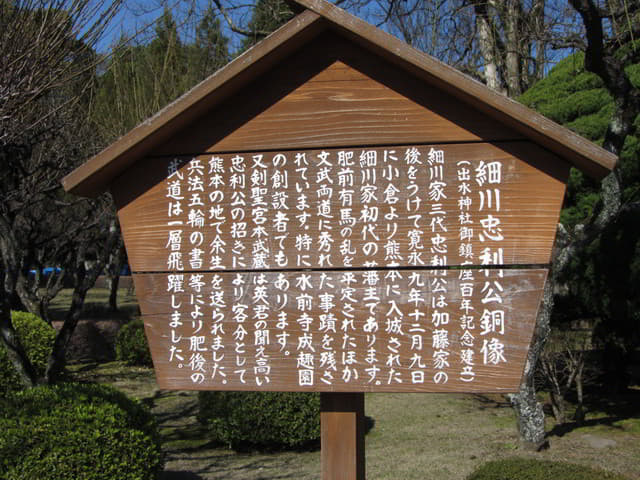 細川忠利公銅像
（出水神社御鎮座百年記念建立）
細川家三代忠利公は加藤家の
後をうけて寛永九年十二月九日
に小倉より熊本に入城された
細川家初代の藩主であります。
肥前有馬の乱を平定されたほか
文武両道に秀れた事蹟を残さ
れています。特に水前寺成趣園
の創設者でもあります。
又剣聖宮本武蔵は英君の聞え高い
忠利公の招きにより客分として
熊本の地で余生を送られました。
兵法五輪の書等により肥後の
武道は一層飛躍しました。